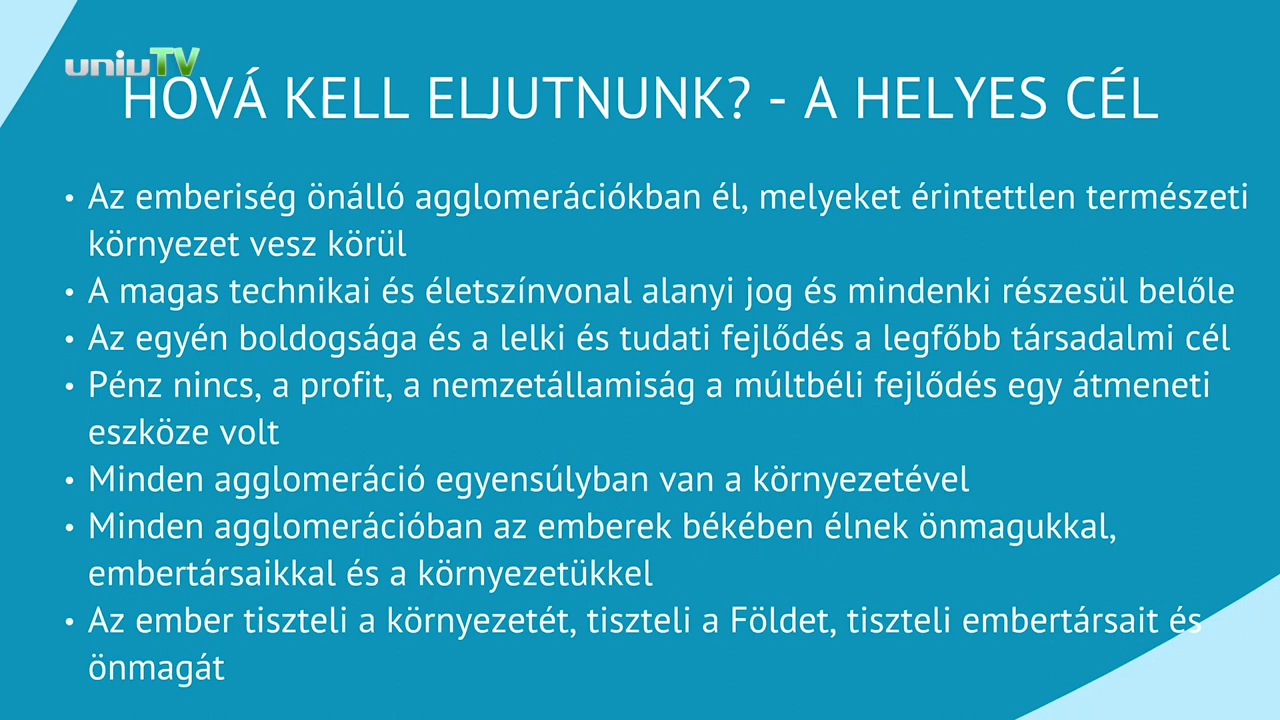 univTV
HOVÁ KELL ELJUTNUNK? - A HELYES CÉL
• Az emberiség önálló agglomerációkban él, melyeket érintettlen természeti
környezet vesz körül
• A magas technikai és életszínvonal alanyi jog és mindenki részesül belőle
• Az egyén boldogsága és a lelki és tudati fejlődés a legfőbb társadalmi cél
• Pénz nincs, a profit, a nemzetállamiság a múltbéli fejlődés egy átmeneti
eszköze volt
• Minden agglomeráció egyensúlyban van a környezetével
• Minden agglomerációban az emberek békében élnek önmagukkal,
embertársaikkal és a környezetükkel
• Az ember tiszteli a környezetét, tiszteli a Földet, tiszteli embertársait és
önmagát